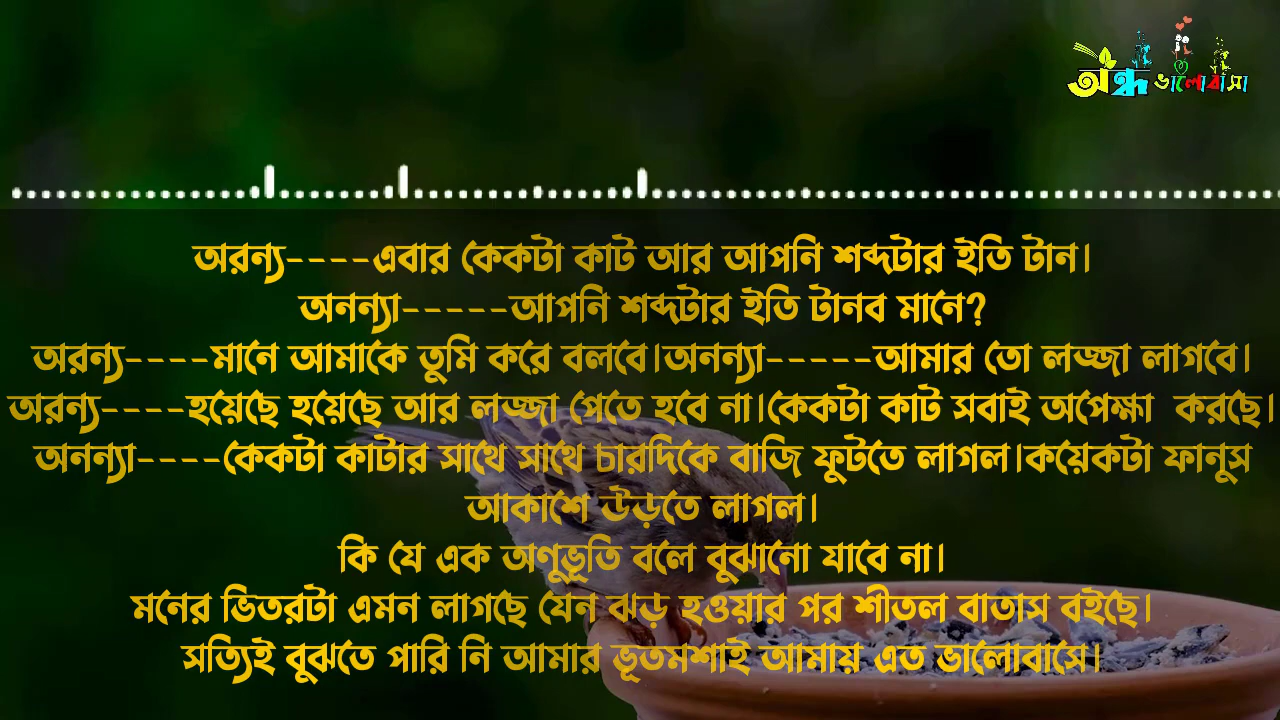 অন্ধ ভালোবাসা
অরন্য----এবার কেকটা কাট আর আপনি শব্দটার ইতি টান।
অনন্যা-----আপনি শব্দটার ইতি টানব মানে?
অরন্য----মানে আমাকে তুমি করে বলবে।অনন্যা-----আমার তো লজ্জা লাগবে।
অরন্য----হয়েছে হয়েছে আর লজ্জা পেতে হবে না।কেকটা কাট সবাই অপেক্ষা  করছে।
অনন্যা----কেকটা কাটার সাথে সাথে চারদিকে বাজি ফুটতে লাগল।কয়েকটা ফানুস
আকাশে উড়তে লাগল।
কি যে এক অণুভূতি বলে বুঝানো যাবে না।
মনের ভিতরটা এমন লাগছে যেন ঝড় হওয়ার পর শীতল বাতাস বইছে।
সত্যিই বুঝতে পারি নি আমার ভূতমশাই আমায় এত ভালোবাসে।